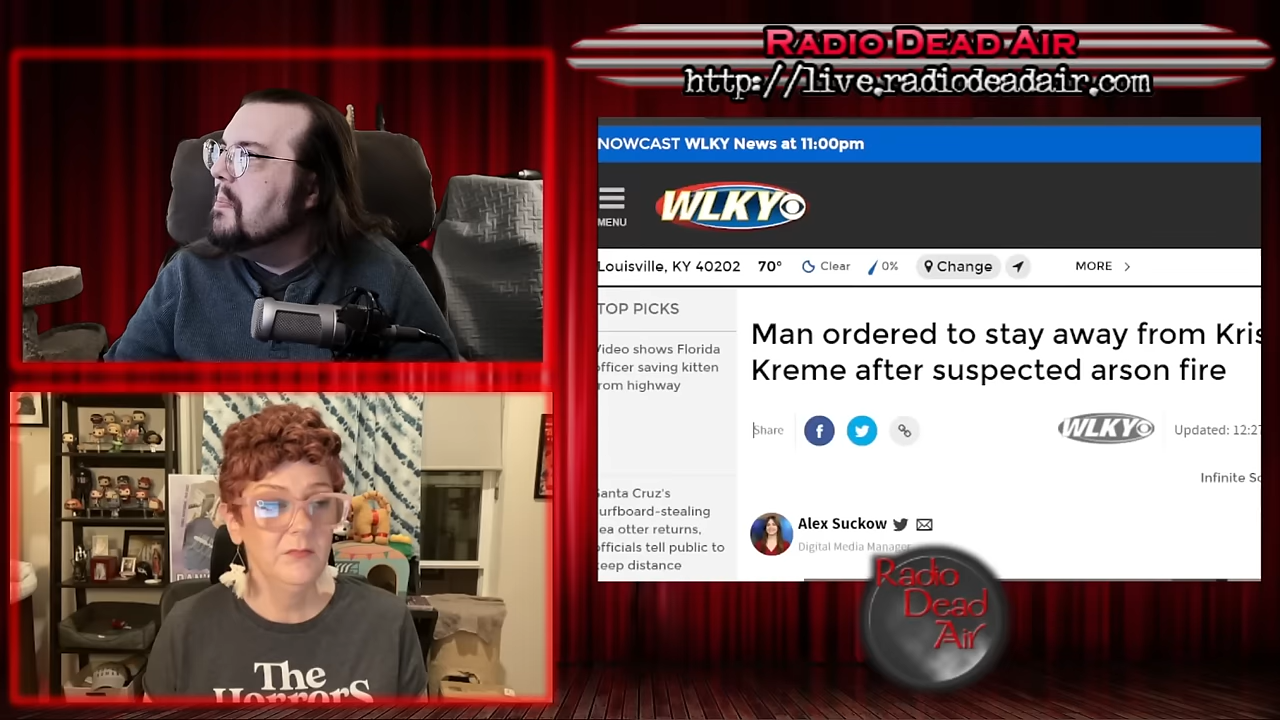 RADIO DEAD AIR
http://live.radiodeadair.com
NOWCAST WLKY News at 11:00pm
MENU
WLKY
Louisville, KY 40202 70° Clear 0% Change MORE
TOP PICKS
Video shows Florida
officer saving kitten
from highway
Man ordered to stay away from Kris
Kreme after suspected arson fire
Share
WLKY
Updated: 12:27
Infinite Sc
Santa Cruz's
surfboard-stealing
sea otter returns,
officials tell public to
keep distance
Alex Suckow
Digital Media Manager
Radio
Dead
Air
The
Horrors